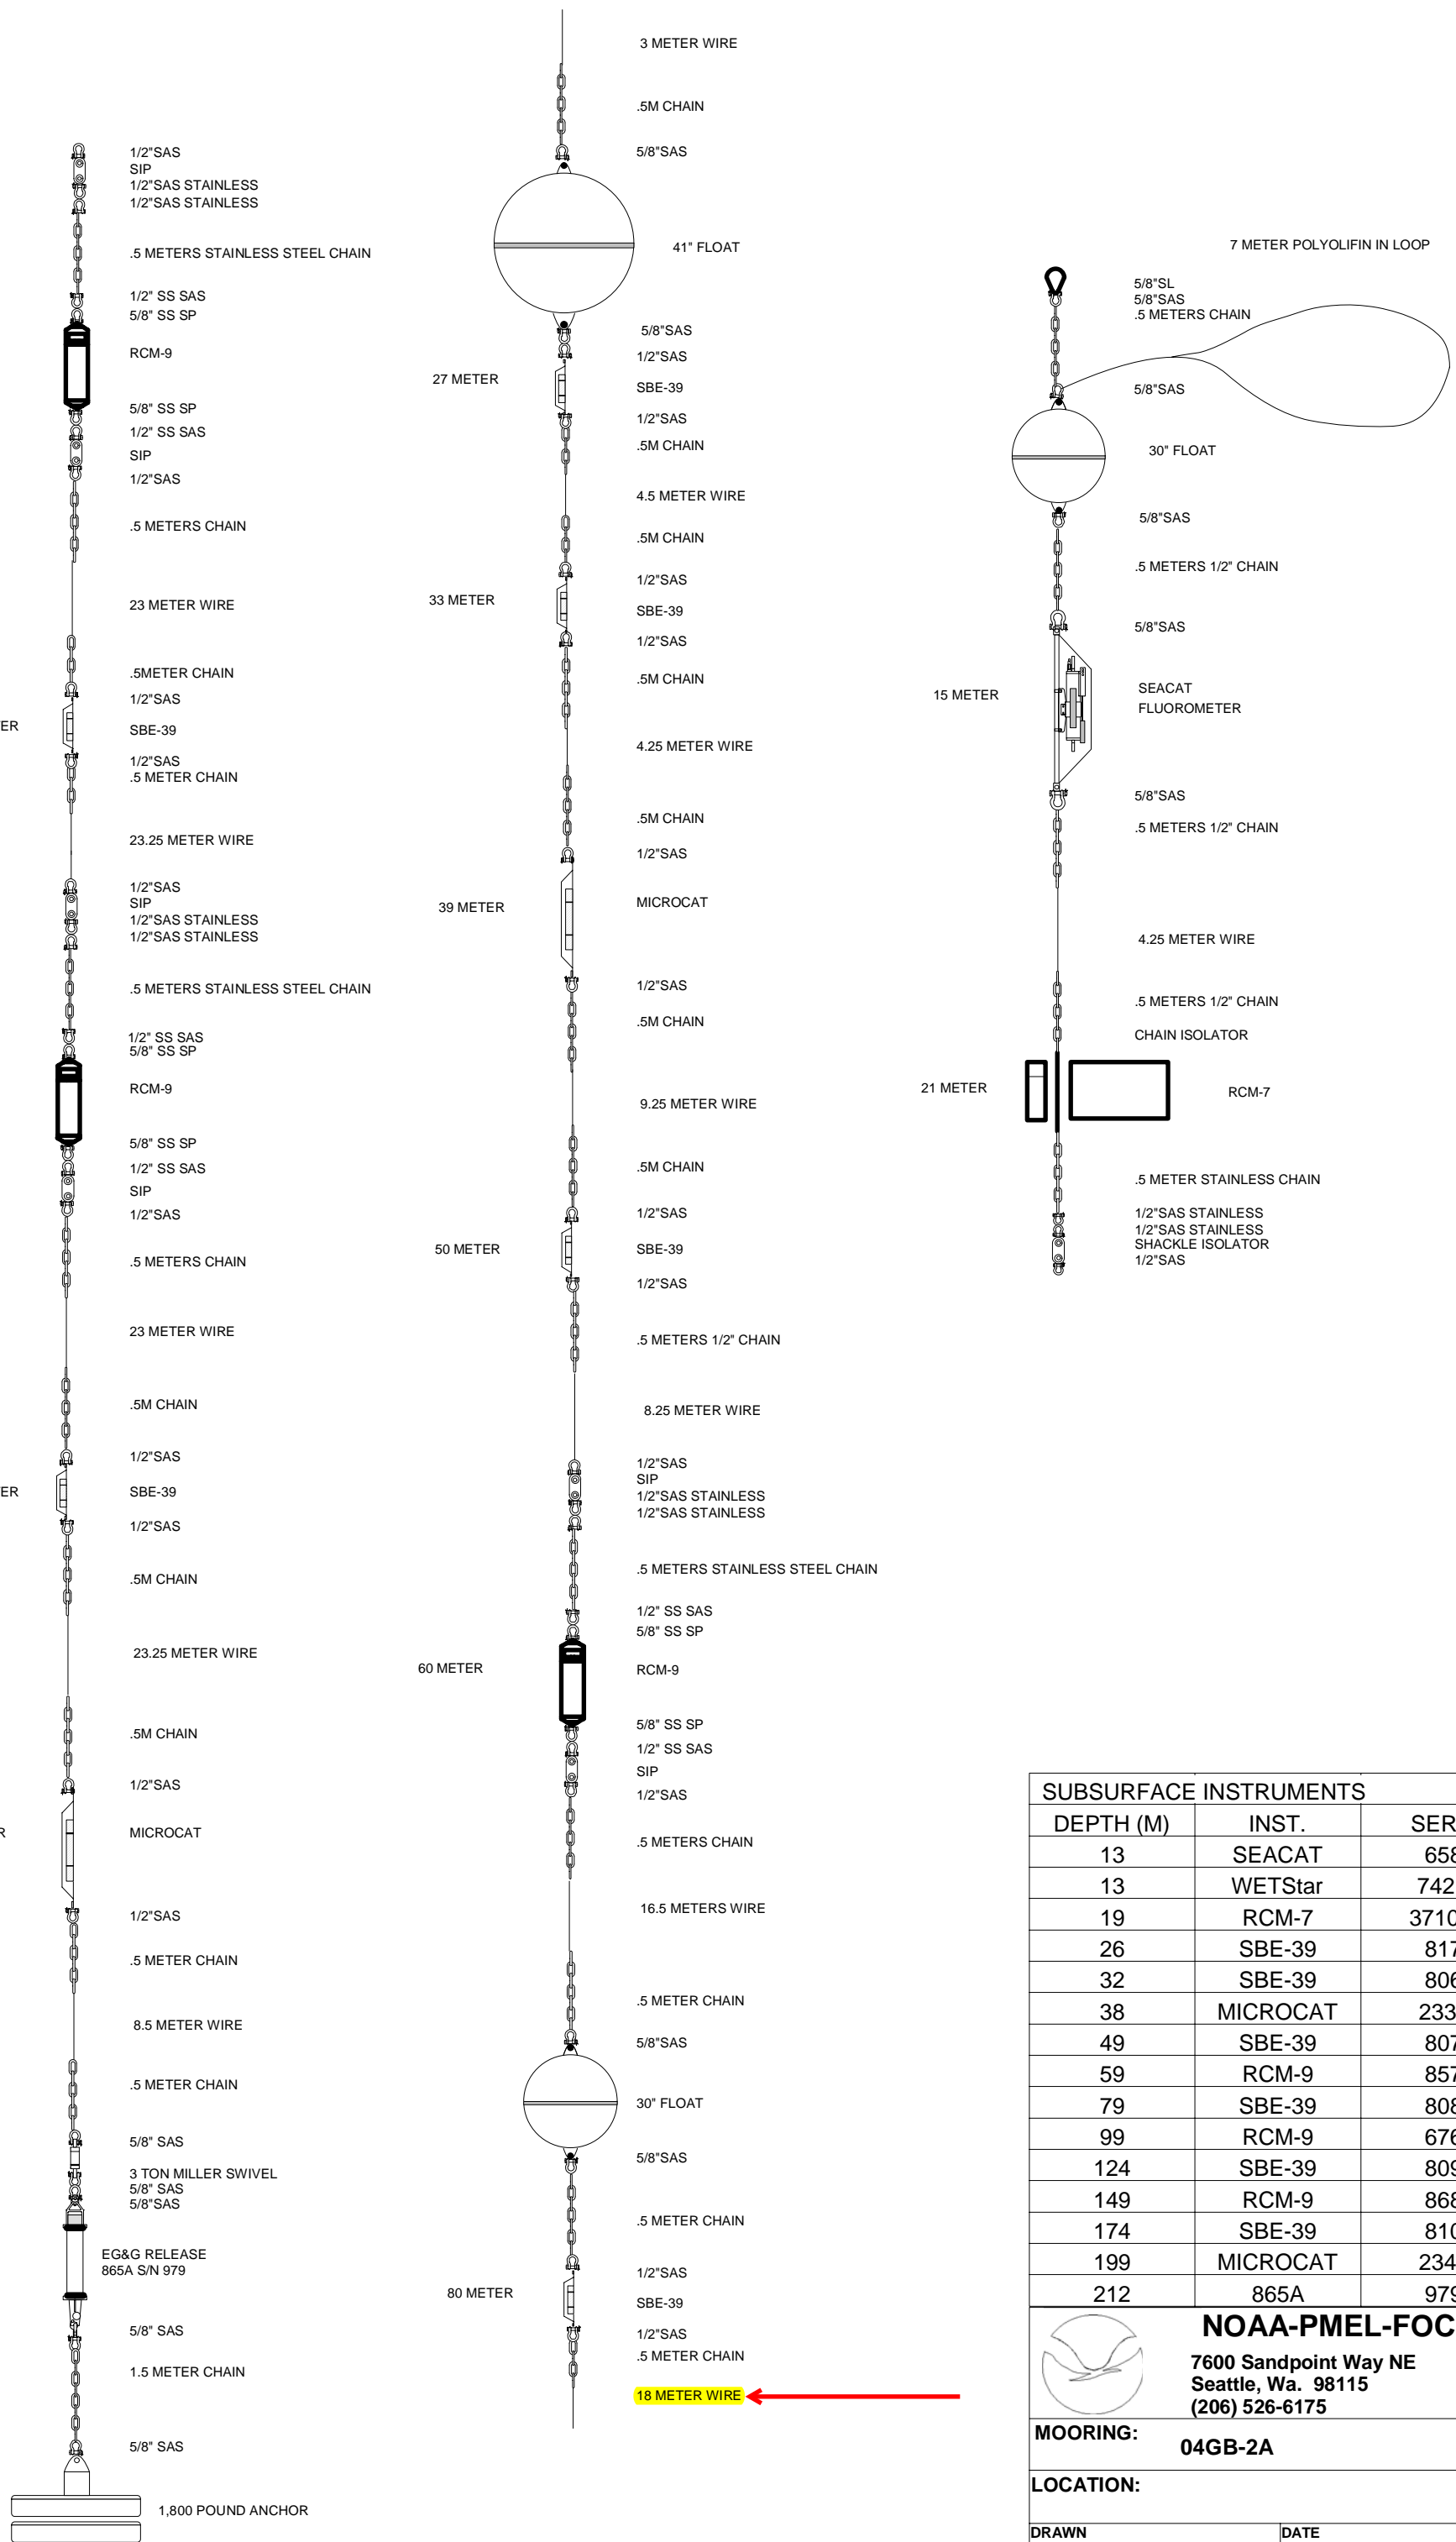 1/2"SAS
SIP
1/2"SAS STAINLESS
1/2"SAS STAINLESS
.5 METERS STAINLESS STEEL CHAIN
1/2" SS SAS
5/8" SS SP
RCM-9
5/8" SS SP
1/2" SS SAS
SIP
1/2"SAS
.5 METERS CHAIN
23 METER WIRE
.5METER CHAIN
1/2"SAS
SBE-39
1/2"SAS
.5 METER CHAIN
23.25 METER WIRE
1/2"SAS
SIP
1/2"SAS STAINLESS
1/2"SAS STAINLESS
.5 METERS STAINLESS STEEL CHAIN
1/2" SS SAS
5/8" SS SP
RCM-9
5/8" SS SP
1/2" SS SAS
SIP
1/2"SAS
.5 METERS CHAIN
23 METER WIRE
.5M CHAIN
1/2"SAS
SBE-39
1/2"SAS
.5M CHAIN
23.25 METER WIRE
.5M CHAIN
1/2"SAS
MICROCAT
1/2"SAS
.5 METER CHAIN
8.5 METER WIRE
.5 METER CHAIN
5/8" SAS
3 TON MILLER SWIVEL
5/8" SAS
5/8"SAS
EG&G RELEASE
865A S/N 979
5/8" SAS
1.5 METER CHAIN
5/8" SAS
1,800 POUND ANCHOR
3 METER WIRE
.5M CHAIN
5/8"SAS
41" FLOAT
5/8"SAS
1/2"SAS
27 METER SBE-39
1/2"SAS
.5M CHAIN
4.5 METER WIRE
.5M CHAIN
1/2"SAS
33 METER SBE-39
1/2"SAS
.5M CHAIN
4.25 METER WIRE
.5M CHAIN
1/2"SAS
39 METER MICROCAT
1/2"SAS
.5M CHAIN
9.25 METER WIRE
.5M CHAIN
1/2"SAS
50 METER SBE-39
1/2"SAS
.5 METERS 1/2" CHAIN
8.25 METER WIRE
1/2"SAS
SIP
1/2"SAS STAINLESS
1/2"SAS STAINLESS
.5 METERS STAINLESS STEEL CHAIN
1/2" SS SAS
5/8" SS SP
60 METER RCM-9
5/8" SS SP
1/2" SS SAS
SIP
1/2"SAS
.5 METERS CHAIN
16.5 METERS WIRE
.5 METER CHAIN
5/8"SAS
30" FLOAT
5/8"SAS
.5 METER CHAIN
1/2"SAS
80 METER SBE-39
1/2"SAS
.5 METER CHAIN
18 METER WIRE
7 METER POLYOLIFIN IN LOOP
5/8"SL
5/8"SAS
.5 METERS CHAIN
5/8"SAS
30" FLOAT
5/8"SAS
.5 METERS 1/2" CHAIN
5/8"SAS
15 METER SEACAT
FLUOROMETER
5/8"SAS
.5 METERS 1/2" CHAIN
4.25 METER WIRE
.5 METERS 1/2" CHAIN
CHAIN ISOLATOR
21 METER RCM-7
.5 METER STAINLESS CHAIN
1/2"SAS STAINLESS
1/2"SAS STAINLESS
SHACKLE ISOLATOR
1/2"SAS
SUBSURFACE INSTRUMENTS
DEPTH (M) INST.
13 SEACAT
13 WETStar
19 RCM-7
26 SBE-39
32 SBE-39
38 MICROCAT
49 SBE-39
59 RCM-9
79 SBE-39
99 RCM-9
124 SBE-39
149 RCM-9
174 SBE-39
199 MICROCAT
212 865A
NOAA-PMEL-FOC
7600 Sandpoint Way NE
Seattle, Wa. 98115
(206) 526-6175
MOORING: 04GB-2A
LOCATION:
DRAWN DATE